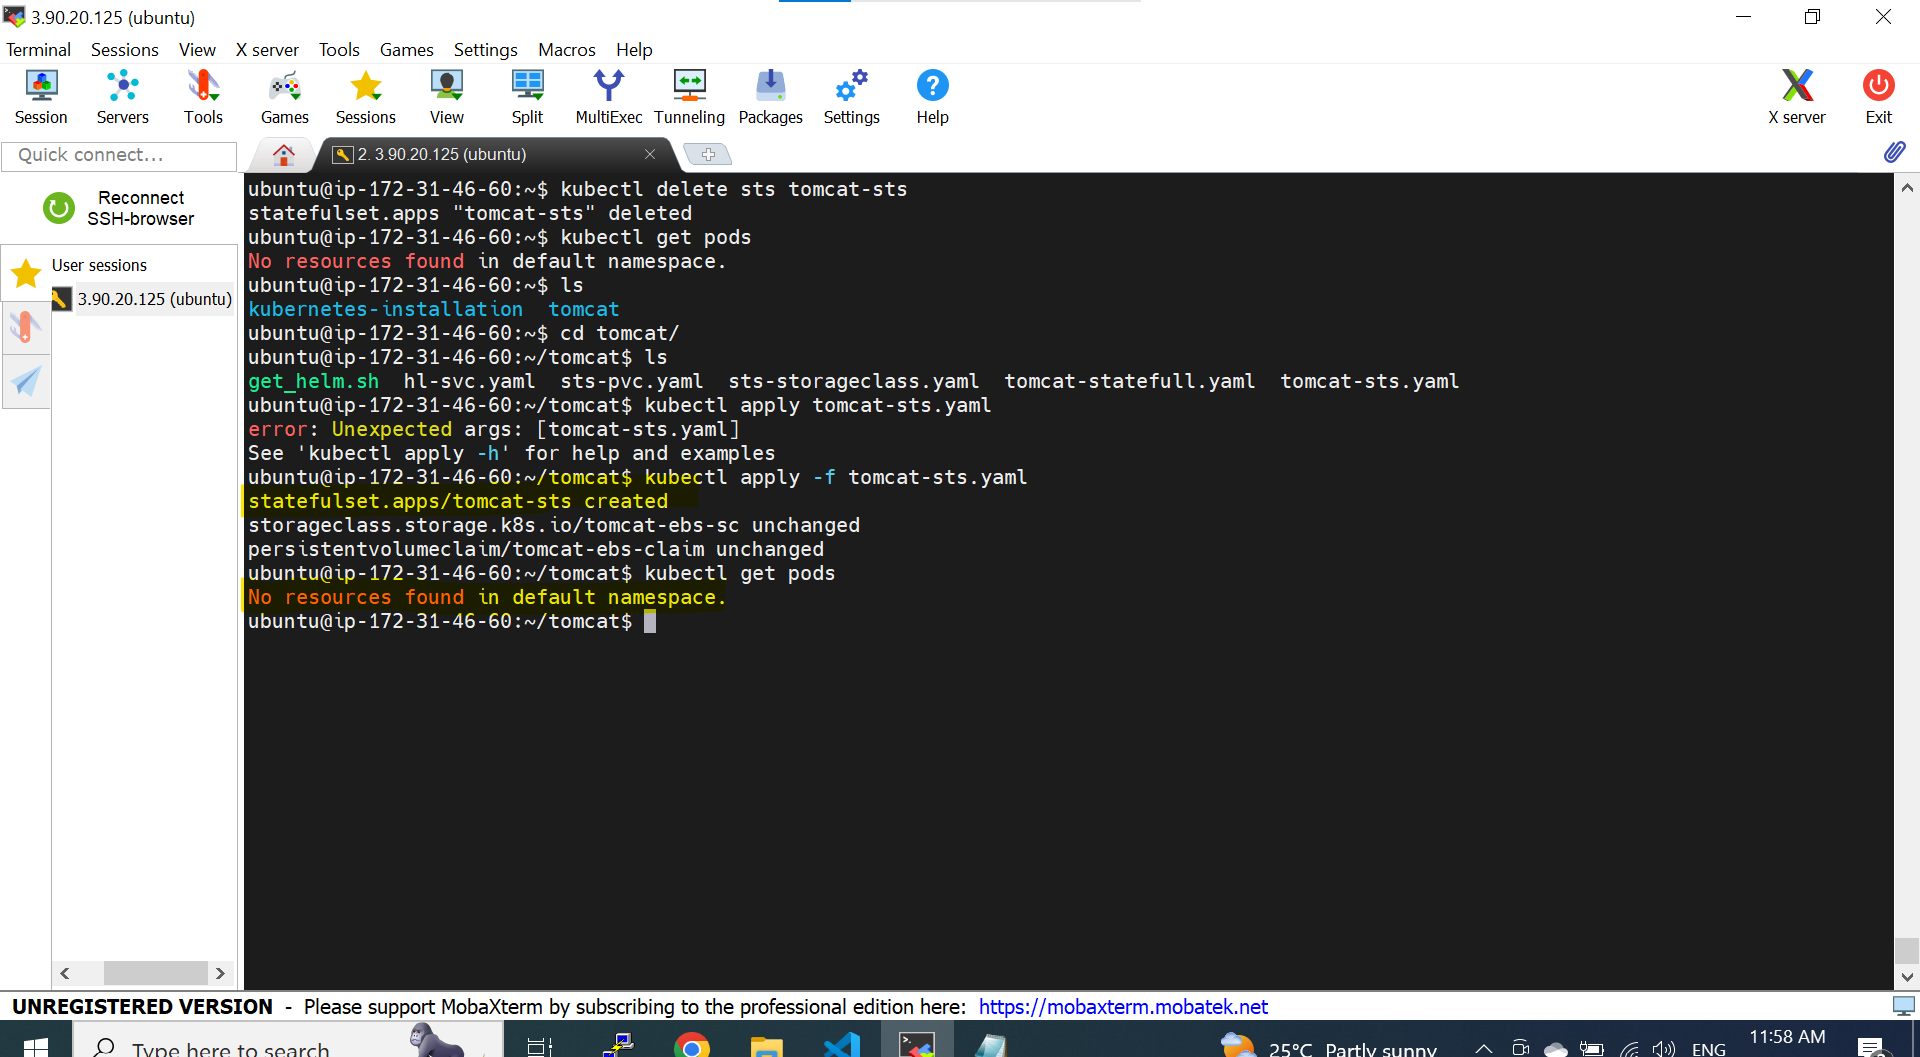 3.90.20.125 (ubuntu)
Terminal Sessions View X server Tools Games Settings Macros Help
Session Servers Tools Games Sessions View Split MultiExec Tunneling Packages Settings Help X server Exit
Quick connect...
2. 3.90.20.125 (ubuntu)
Reconnect
SSH-browser
User sessions
3.90.20.125 (ubuntu)
ubuntu@ip-172-31-46-60:~$ kubectl delete sts tomcat-sts
statefulset.apps "tomcat-sts" deleted
ubuntu@ip-172-31-46-60:~$ kubectl get pods
No resources found in default namespace.
ubuntu@ip-172-31-46-60:~$ ls
kubernetes-installation  tomcat
ubuntu@ip-172-31-46-60:~$ cd tomcat/
ubuntu@ip-172-31-46-60:~/tomcat$ ls
get_helm.sh  hl-svc.yaml  sts-pvc.yaml  sts-storageclass.yaml  tomcat-statefull.yaml  tomcat-sts.yaml
ubuntu@ip-172-31-46-60:~/tomcat$ kubectl apply tomcat-sts.yaml
error: Unexpected args: [tomcat-sts.yaml]
See 'kubectl apply -h' for help and examples
ubuntu@ip-172-31-46-60:~/tomcat$ kubectl apply -f tomcat-sts.yaml
statefulset.apps/tomcat-sts created
storageclass.storage.k8s.io/tomcat-ebs-sc unchanged
persistentvolumeclaim/tomcat-ebs-claim unchanged
ubuntu@ip-172-31-46-60:~/tomcat$ kubectl get pods
No resources found in default namespace.
ubuntu@ip-172-31-46-60:~/tomcat$
UNREGISTERED VERSION - Please support MobaXterm by subscribing to the professional edition here: https://mobaxterm.mobatek.net
Type here to search
25°C Partly sunny
ENG
11:58 AM